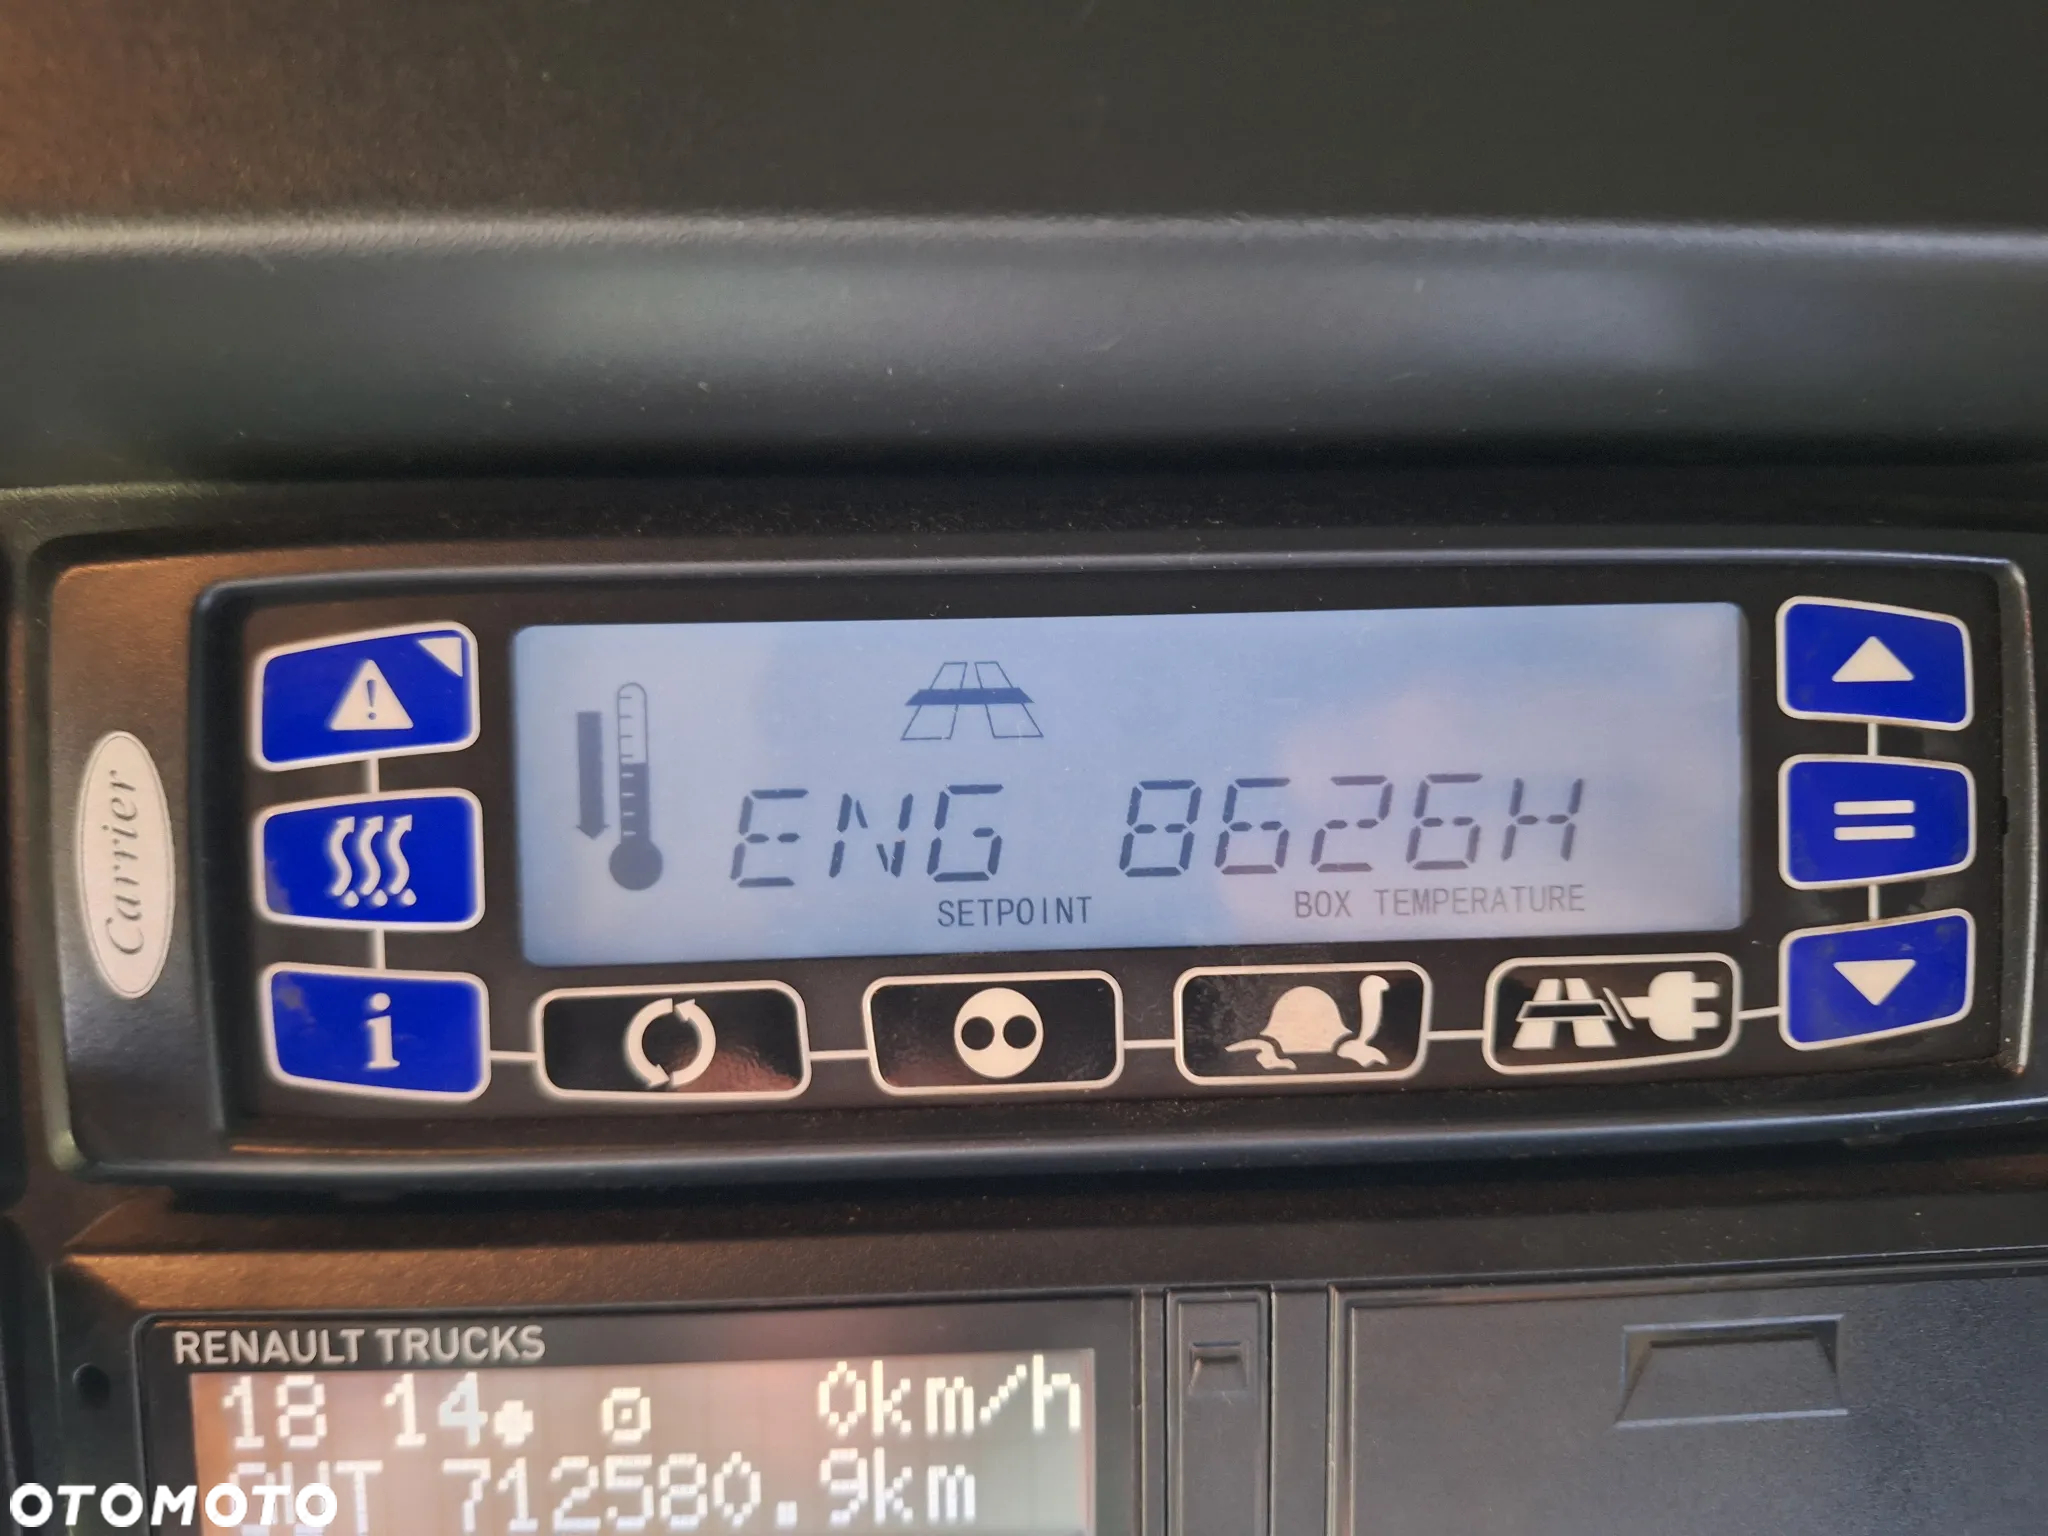 Carrier
ENG 8626H
SETPOINT BOX TEMPERATURE
i
RENAULT TRUCKS
18 14 0km/h
712580.9km
OTOMOTO